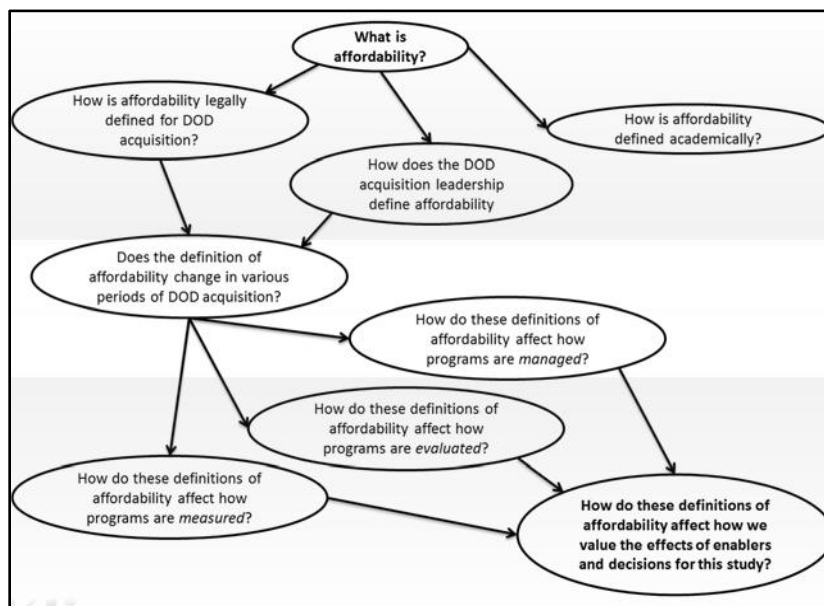 What is
affordability?
How is affordability legally
defined for DOD
acquisition?
How is affordability
defined academically?
How does the DOD
acquisition leadership
define affordability
Does the definition of
affordability change in various
periods of DOD acquisition?
How do these definitions of
affordability affect how
programs are managed?
How do these definitions of
affordability affect how
programs are evaluated?
How do these definitions of
affordability affect how
programs are measured?
How do these definitions of
affordability affect how we
value the effects of enablers
and decisions for this study?